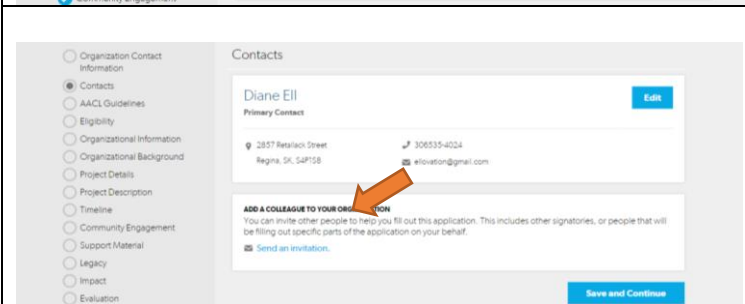 Community Engagement
Organization Contact
Information
Contacts
AACL Guidelines
Eligibility
Organizational Information
Organizational Background
Project Details
Project Description
Timeline
Community Engagement
Support Material
Legacy
Impact
Evaluation
Contacts
Diane Ell
Primary Contact
Edit
2857 Retallack Street
Regina, SK, S4P1S8
306535-4024
ellovation@gmail.com
ADD A COLLEAGUE TO YOUR
You can invite other people to help you fill out this application. This includes other signatories, or people that will
be filling out specific parts of the application on your behalf.
Send an invitation.
Save and Continue